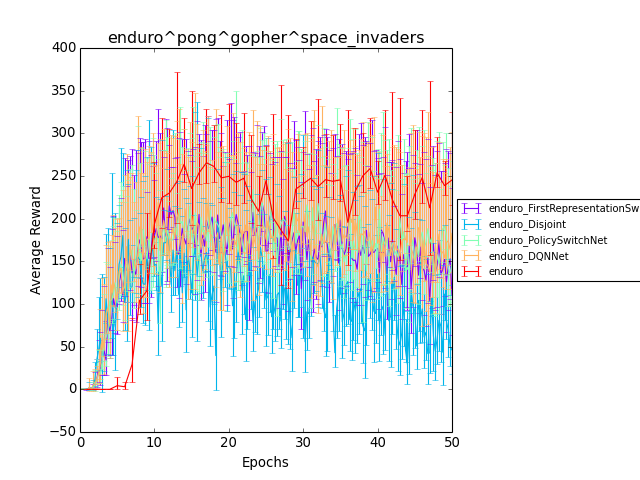 enduro^pong^gopher^space_invaders
400
350
300
250
200
150
100
50
0
−50
0
10
20
30
40
50
Average Reward
Epochs
enduro_FirstRepresentationSw
enduro_Disjoint
enduro_PolicySwitchNet
enduro_DQNNet
enduro